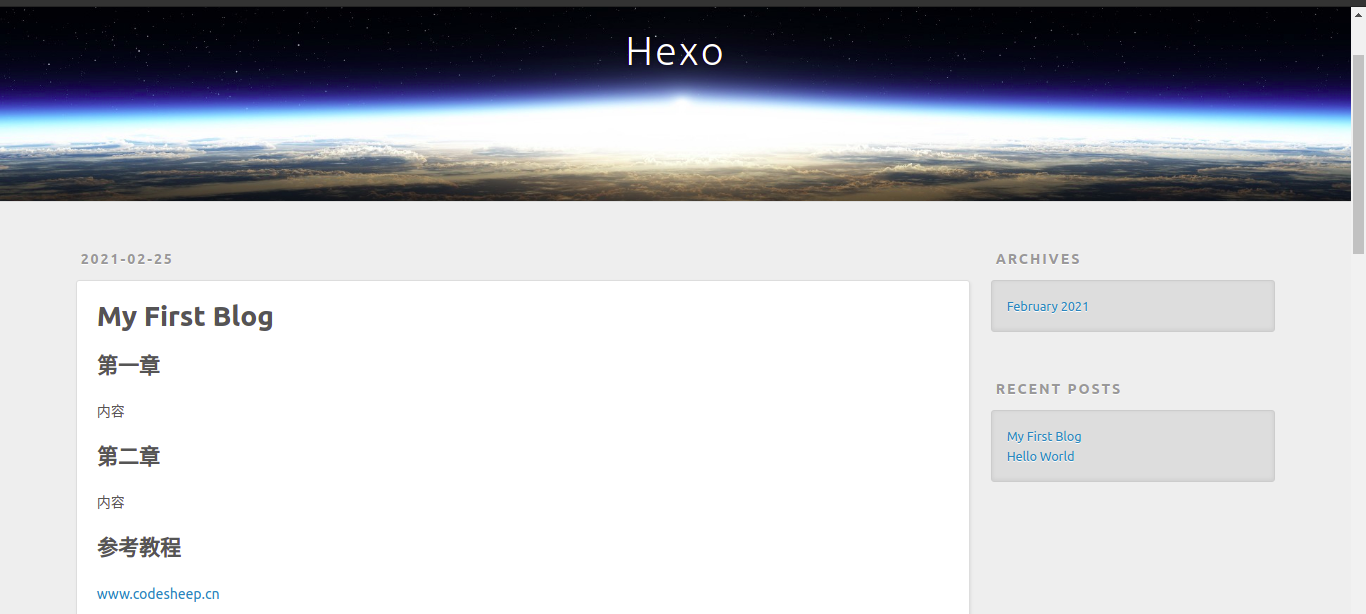 Hexo
2021-02-25
My First Blog
第一章
内容
第二章
内容
参考教程
www.codesheep.cn
ARCHIVES
February 2021
RECENT POSTS
My First Blog
Hello World